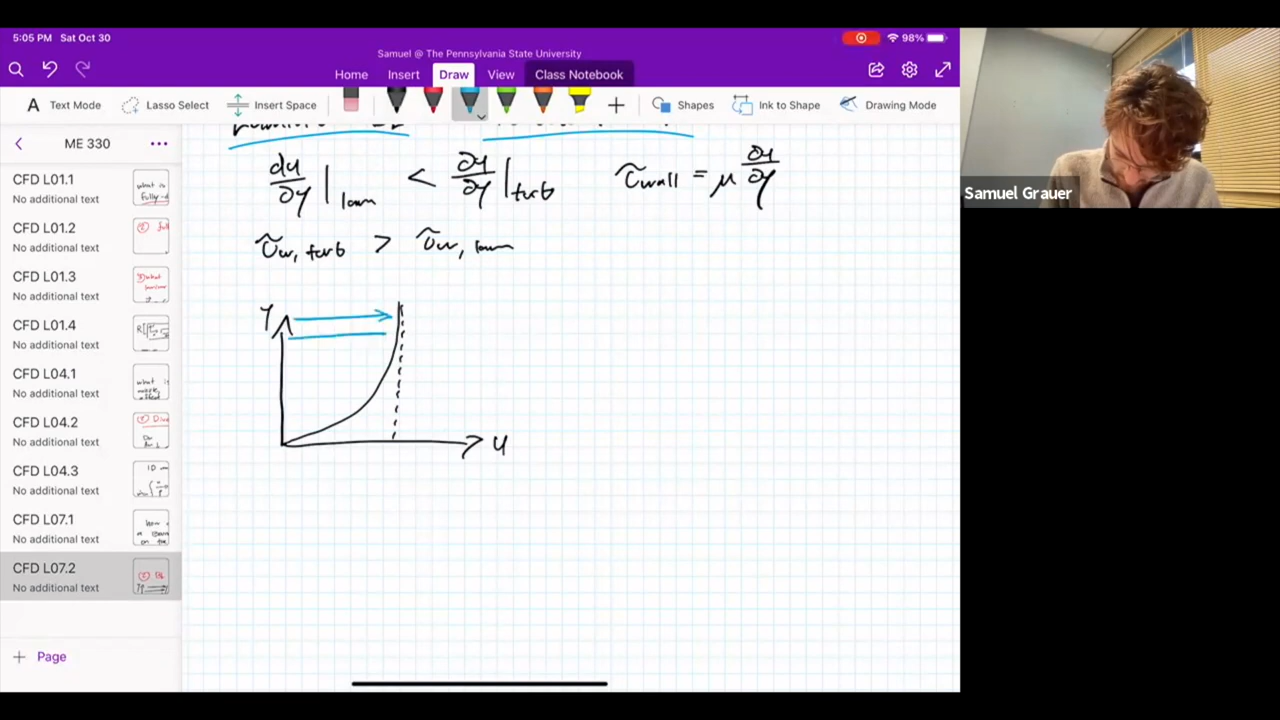 5:05 PM Sat Oct 30
98%
Samuel @ The Pennsylvania State University
Home Insert Draw View Class Notebook
A Text Mode Lasso Select Insert Space Shapes Ink to Shape Drawing Mode
ME 330
CFD L01.1
No additional text
CFD L01.2
No additional text
CFD L01.3
No additional text
CFD L01.4
No additional text
CFD L04.1
No additional text
CFD L04.2
No additional text
CFD L04.3
No additional text
CFD L07.1
No additional text
CFD L07.2
No additional text
+ Page
du/∂y |lam < ∂u/∂y |turb τwall = μ ∂u/∂y
τw, turb > τw, lam
y
u
Samuel Grauer